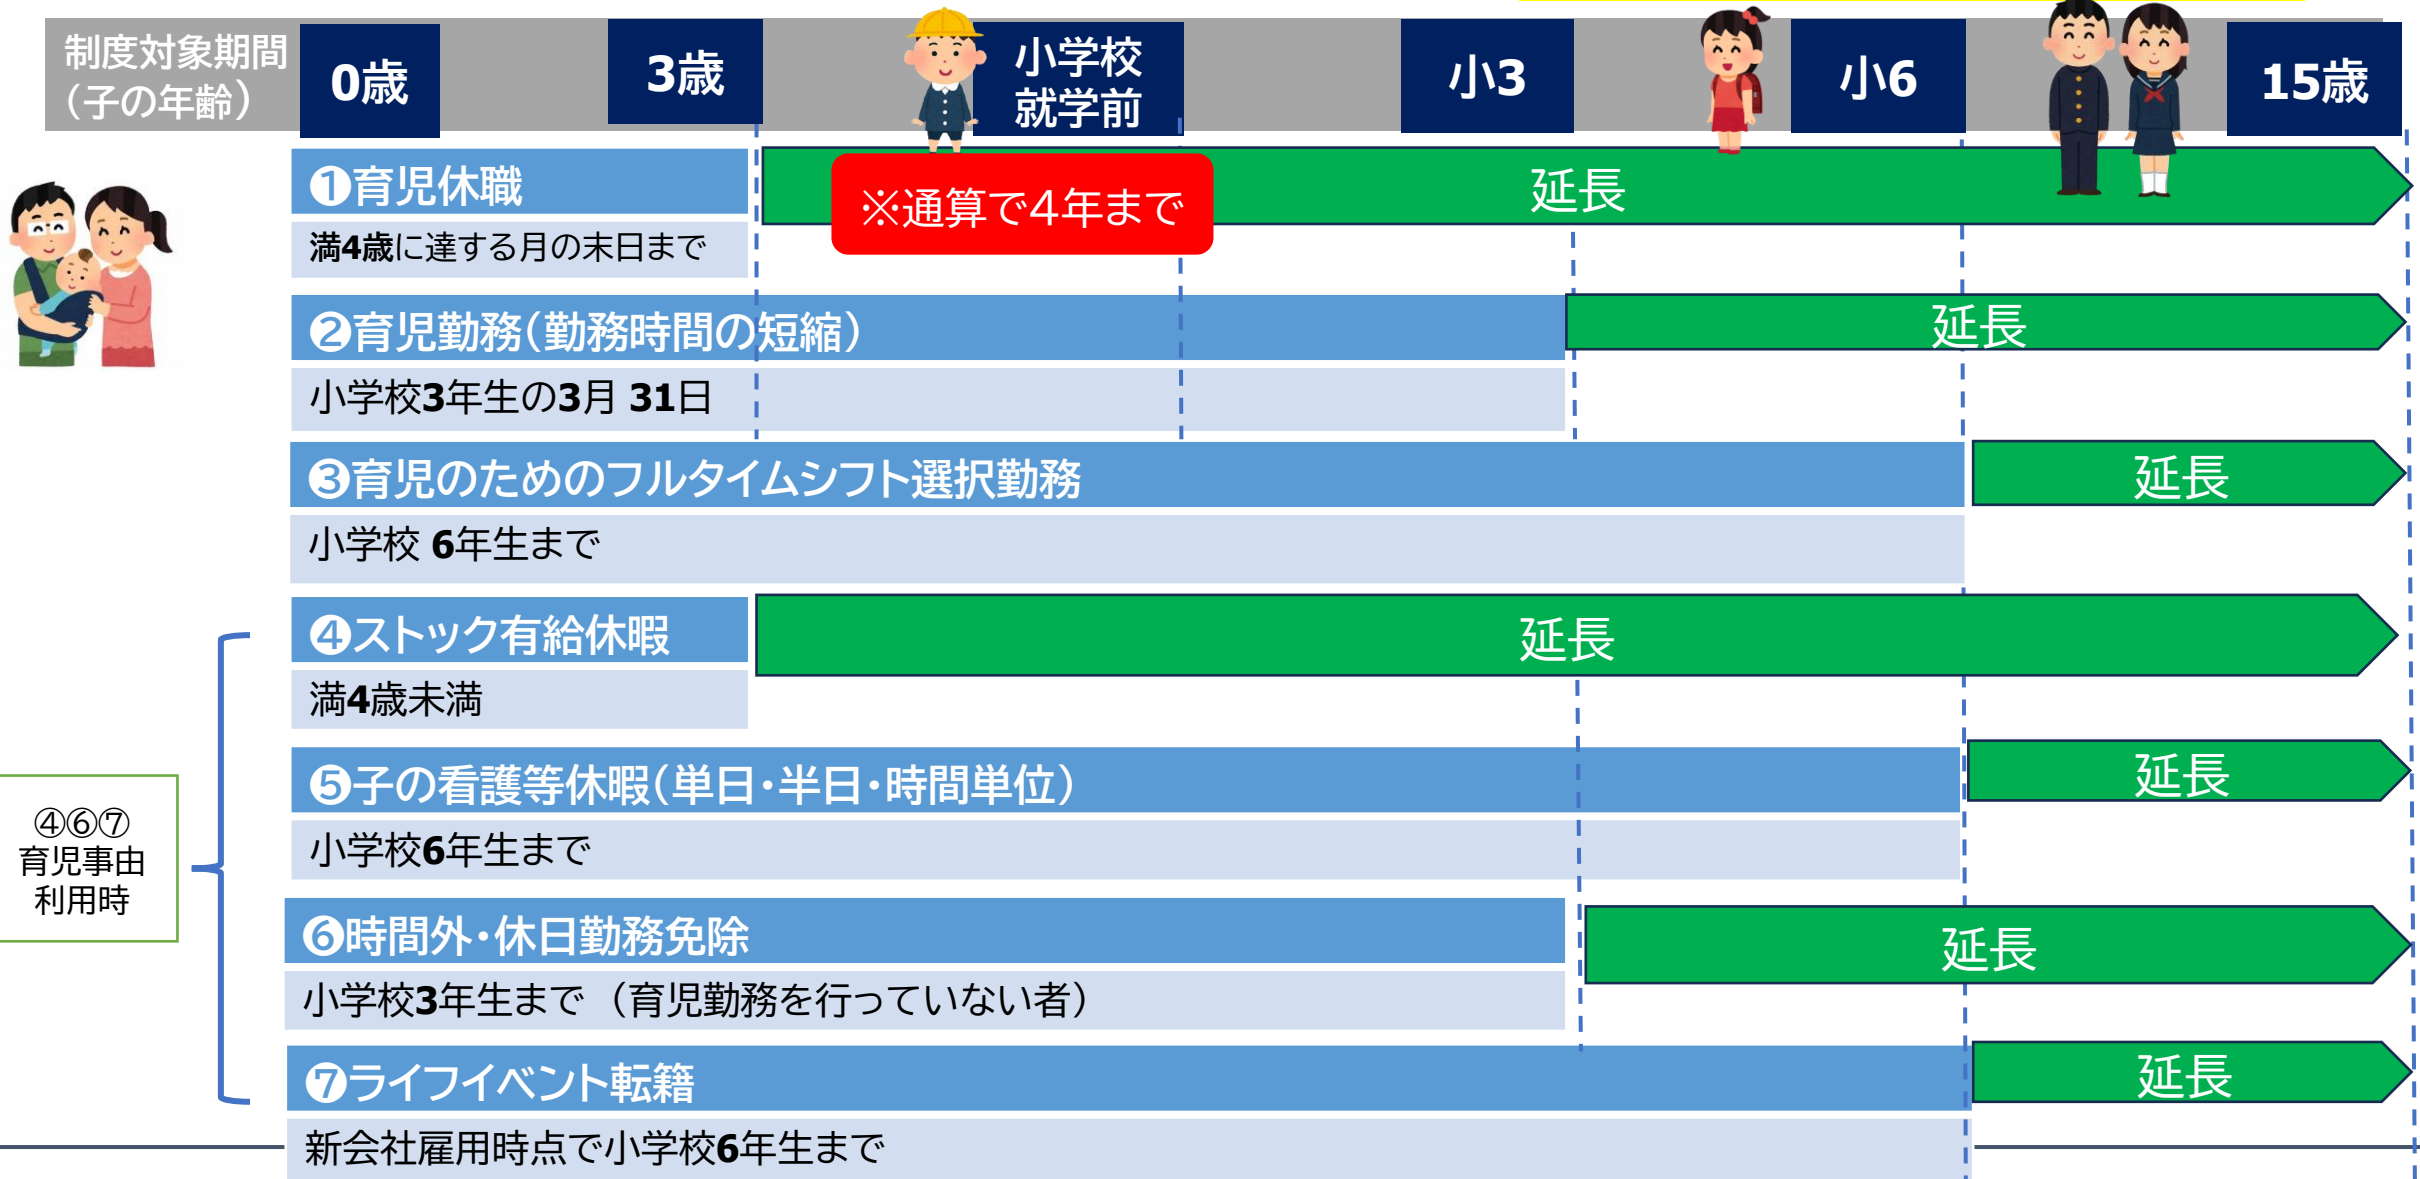 制度対象期間
（子の年齢）
0歳
3歳
小学校
就学前
小3
小6
15歳
❶育児休職
延長
※通算で4年まで
満4歳に達する月の末日まで
❷育児勤務（勤務時間の短縮）
延長
小学校3年生の3月 31日
❸育児のためのフルタイムシフト選択勤務
延長
小学校 6年生まで
❹ストック有給休暇
延長
満4歳未満
❺子の看護等休暇（単日・半日・時間単位）
延長
小学校6年生まで
④⑥⑦
育児事由
利用時
❻時間外・休日勤務免除
延長
小学校3年生まで （育児勤務を行っていない者）
❼ライフイベント転籍
延長
新会社雇用時点で小学校6年生まで